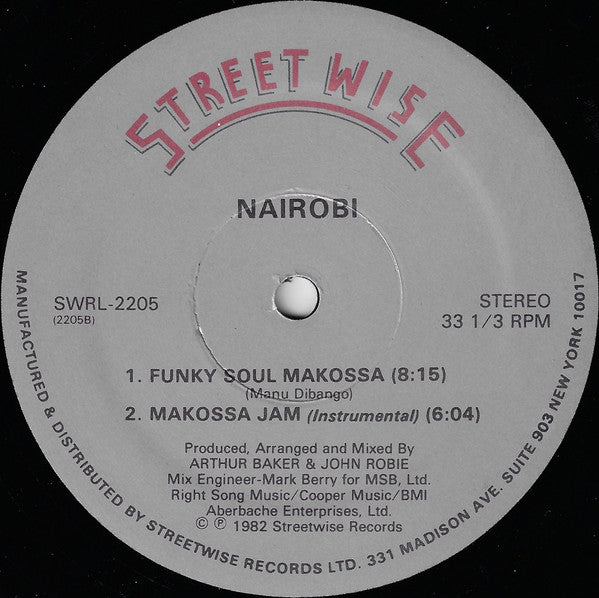 STREET WISE
NAIROBI
SWRL-2205
(2205B)
STEREO
33 1/3 RPM
1. FUNKY SOUL MAKOSSA (8:15)
(Manu Dibango)
2. MAKOSSA JAM (Instrumental) (6:04)
Produced, Arranged and Mixed By
ARTHUR BAKER & JOHN ROBIE
Mix Engineer-Mark Berry for MSB, Ltd.
Right Song Music/Cooper Music/BMI
Aberbache Enterprises, Ltd.
© ℗ 1982 Streetwise Records
MANUFACTURED & DISTRIBUTED BY STREETWISE RECORDS LTD. 331 MADISON AVE. SUITE 903 NEW YORK 10017